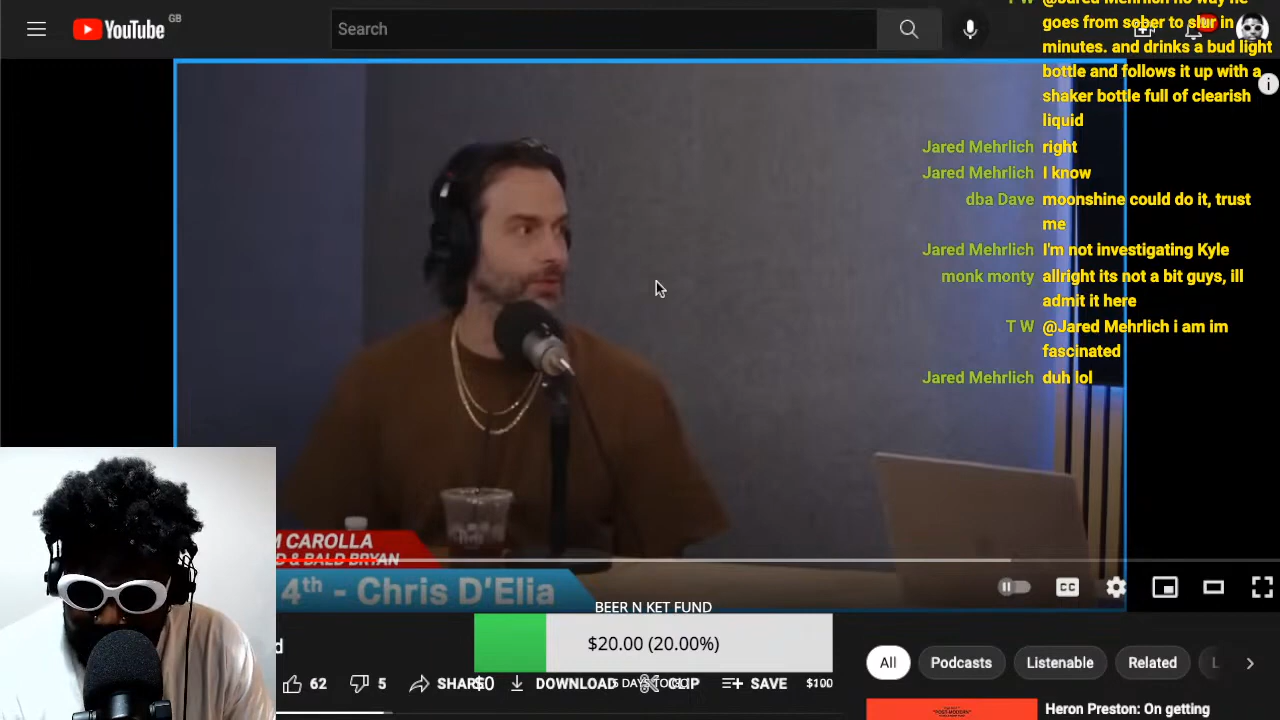 YouTube GB
Search
T W @Jared Mehrlich no way he
goes from sober to slur in
minutes. and drinks a bud light
bottle and follows it up with a
shaker bottle full of clearish
liquid
Jared Mehrlich right
Jared Mehrlich I know
dba Dave moonshine could do it, trust
me
Jared Mehrlich I'm not investigating Kyle
monk monty allright its not a bit guys, ill
admit it here
T W @Jared Mehrlich i am im
fascinated
Jared Mehrlich duh lol
M CAROLLA
D & BALD BRYAN
4th - Chris D'Elia
CC
BEER N KET FUND
$20.00 (20.00%)
d
62
5
SHARE
$0
DOWNLOAD
CLIP
SAVE
$100
All
Podcasts
Listenable
Related
L
Heron Preston: On getting